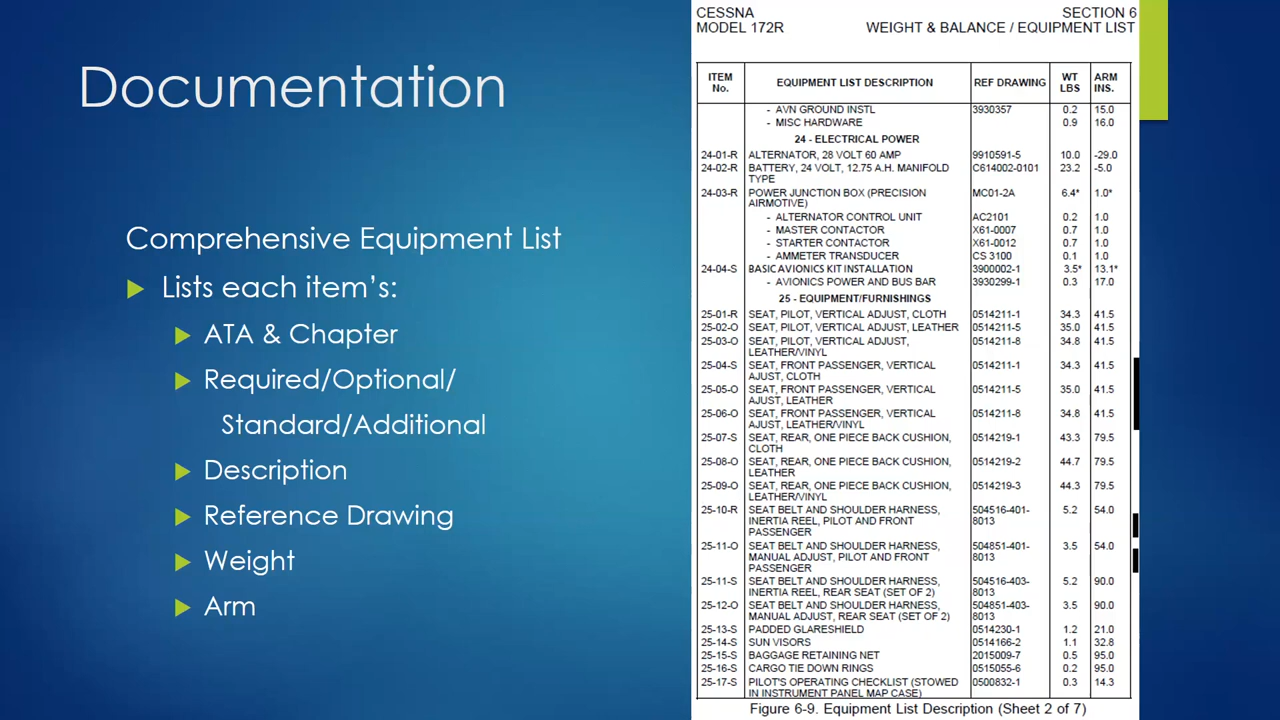 Documentation
Comprehensive Equipment List
Lists each item's:
ATA & Chapter
Required/Optional/
Standard/Additional
Description
Reference Drawing
Weight
Arm
CESSNA SECTION 6
MODEL 172R WEIGHT & BALANCE / EQUIPMENT LIST
ITEM No. EQUIPMENT LIST DESCRIPTION REF DRAWING WT LBS ARM INS.
- AVN GROUND INSTL 3930357 0.2 15.0
- MISC HARDWARE 0.9 16.0
24 - ELECTRICAL POWER
24-01-R ALTERNATOR, 28 VOLT 60 AMP 9910591-5 10.0 -29.0
24-02-R BATTERY, 24 VOLT, 12.75 A.H. MANIFOLD C614002-0101 23.2 -5.0
TYPE
24-03-R POWER JUNCTION BOX (PRECISION MC01-2A 6.4* 1.0*
AIRMOTIVE)
- ALTERNATOR CONTROL UNIT AC2101 0.2 1.0
- MASTER CONTACTOR X61-0007 0.7 1.0
- STARTER CONTACTOR X61-0012 0.7 1.0
- AMMETER TRANSDUCER CS 3100 0.1 1.0
24-04-S BASIC AVIONICS KIT INSTALLATION 3900002-1 3.5* 13.1*
- AVIONICS POWER AND BUS BAR 3930299-1 0.3 17.0
25 - EQUIPMENT/FURNISHINGS
25-01-R SEAT, PILOT, VERTICAL ADJUST, CLOTH 0514211-1 34.3 41.5
25-02-O SEAT, PILOT, VERTICAL ADJUST, LEATHER 0514211-5 35.0 41.5
25-03-O SEAT, PILOT, VERTICAL ADJUST, 0514211-8 34.8 41.5
LEATHER/VINYL
25-04-S SEAT, FRONT PASSENGER, VERTICAL 0514211-1 34.3 41.5
AJUST, CLOTH
25-05-O SEAT, FRONT PASSENGER, VERTICAL 0514211-5 35.0 41.5
AJUST, LEATHER
25-06-O SEAT, FRONT PASSENGER, VERTICAL 0514211-8 34.8 41.5
AJUST, LEATHER/VINYL
25-07-S SEAT, REAR, ONE PIECE BACK CUSHION, 0514219-1 43.3 79.5
CLOTH
25-08-O SEAT, REAR, ONE PIECE BACK CUSHION, 0514219-2 44.7 79.5
LEATHER
25-09-O SEAT, REAR, ONE PIECE BACK CUSHION, 0514219-3 44.3 79.5
LEATHER/VINYL
25-10-R SEAT BELT AND SHOULDER HARNESS, 504516-401- 5.2 54.0
INERTIA REEL, PILOT AND FRONT 8013
PASSENGER
25-11-O SEAT BELT AND SHOULDER HARNESS, 504851-401- 3.5 54.0
MANUAL ADJUST, PILOT AND FRONT 8013
PASSENGER
25-11-S SEAT BELT AND SHOULDER HARNESS, 504516-403- 5.2 90.0
INERTIA REEL, REAR SEAT (SET OF 2) 8013
25-12-O SEAT BELT AND SHOULDER HARNESS, 504851-403- 3.5 90.0
MANUAL ADJUST, REAR SEAT (SET OF 2) 8013
25-13-S PADDED GLARESHIELD 0514230-1 1.2 21.0
25-14-S SUN VISORS 0514166-2 1.1 32.8
25-15-S BAGGAGE RETAINING NET 2015009-7 0.5 95.0
25-16-S CARGO TIE DOWN RINGS 0515055-6 0.2 95.0
25-17-S PILOT'S OPERATING CHECKLIST (STOWED 0500832-1 0.3 14.3
IN INSTRUMENT PANEL MAP CASE)
Figure 6-9. Equipment List Description (Sheet 2 of 7)